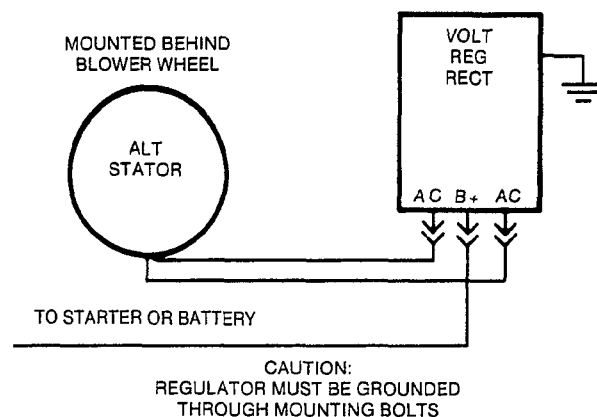 MOUNTED BEHIND
BLOWER WHEEL
ALT
STATOR
VOLT
REG
RECT
AC B+ AC
TO STARTER OR BATTERY
CAUTION:
REGULATOR MUST BE GROUNDED
THROUGH MOUNTING BOLTS